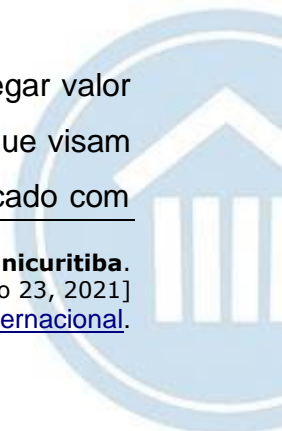 egar valor
ue visam
cado com
nicuritiba.
o 23, 2021]
ernacional.